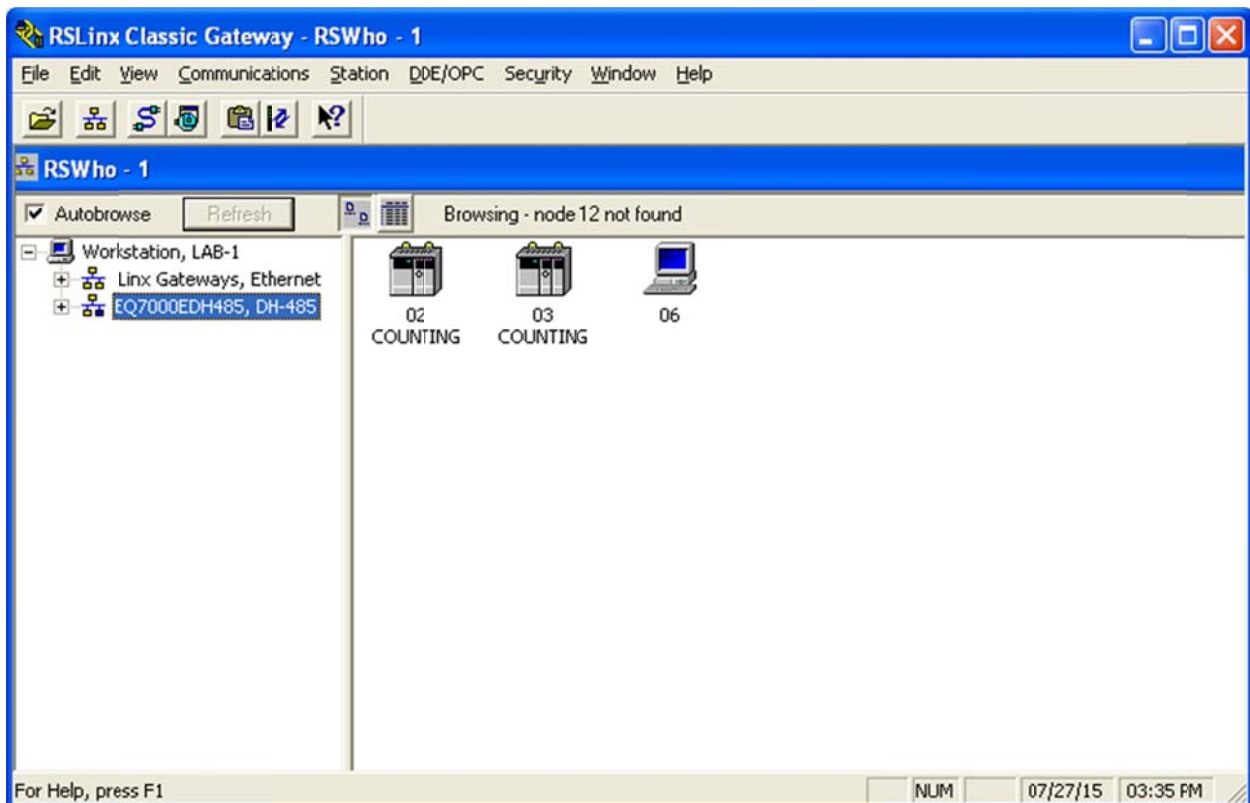 RSLinx Classic Gateway - RSWho - 1
File Edit View Communications Station DDE/OPC Security Window Help
RSWho - 1
Autobrowse Refresh Browsing - node 12 not found
Workstation, LAB-1
Linx Gateways, Ethernet
EQ7000EDH485, DH-485
02 03 06
COUNTING COUNTING
For Help, press F1 NUM 07/27/15 03:35 PM